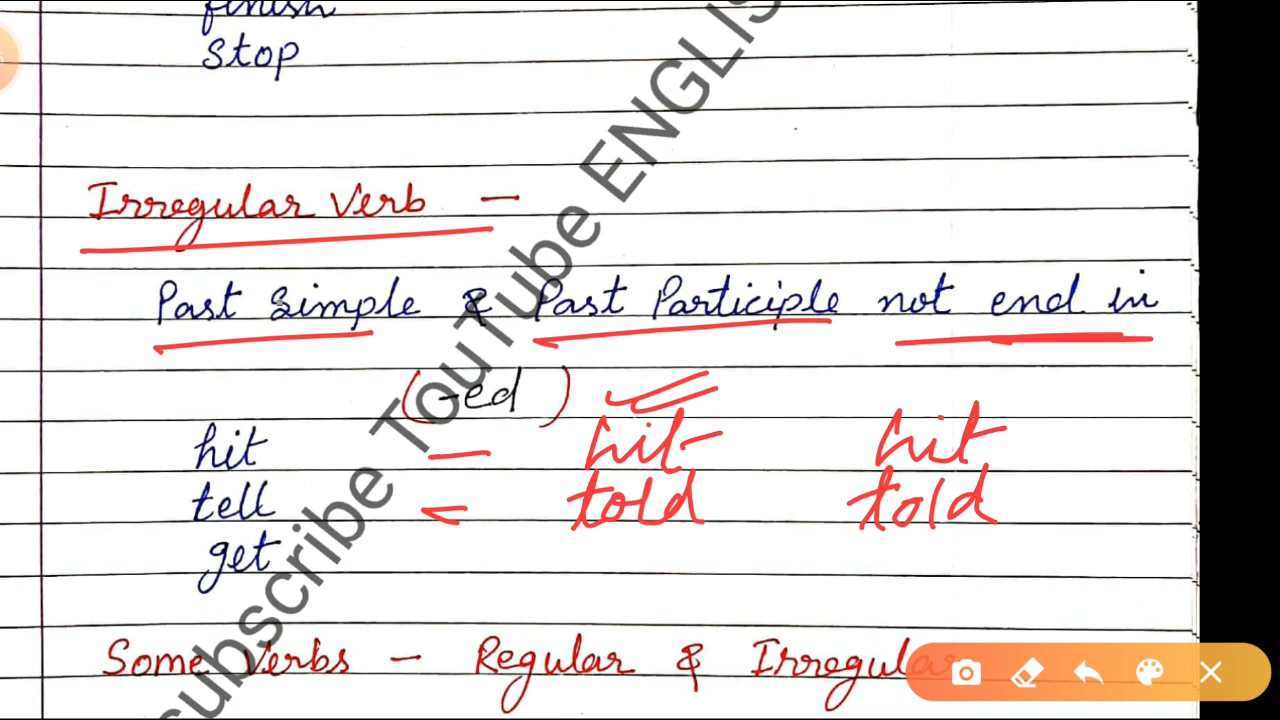 finish
stop
Irregular Verb —
Past Simple & Past Participle not end in
(-ed)
hit — hit hit
tell — told told
get
Some Verbs — Regular & Irregular
Subscribe YouTube ENGLIS